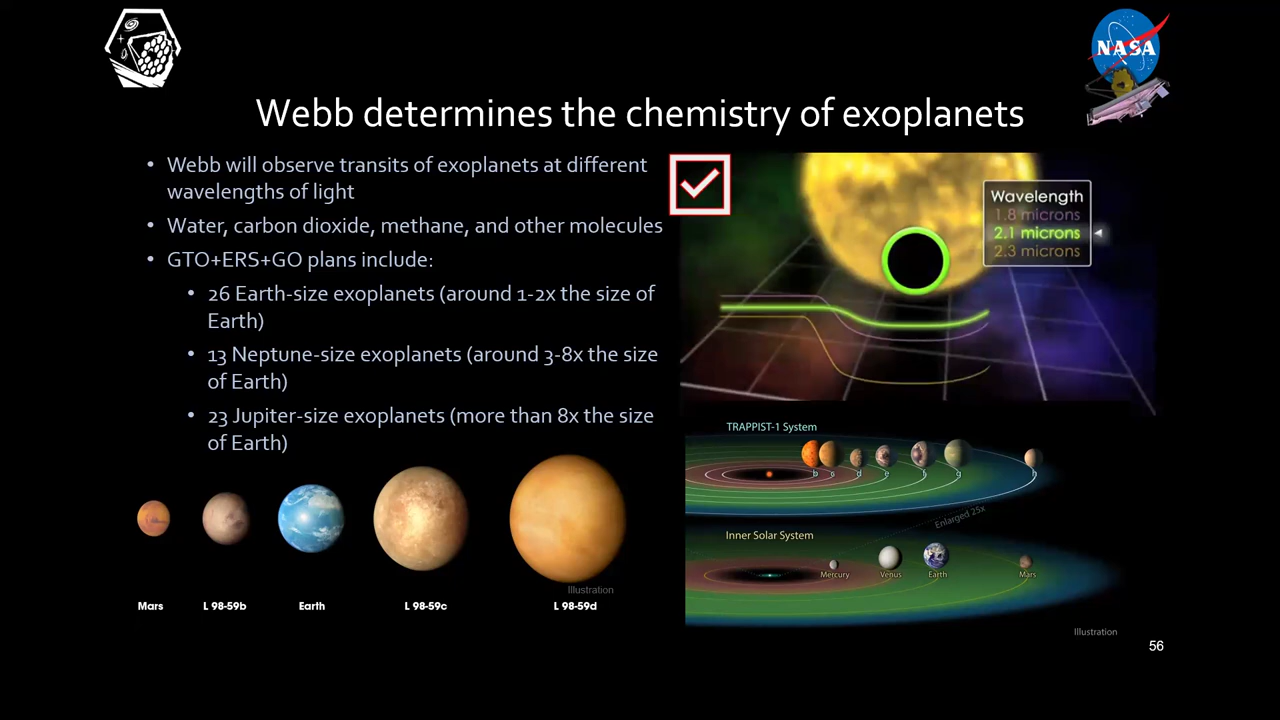 NASA
Webb determines the chemistry of exoplanets
• Webb will observe transits of exoplanets at different
wavelengths of light
• Water, carbon dioxide, methane, and other molecules
• GTO+ERS+GO plans include:
• 26 Earth-size exoplanets (around 1-2x the size of
Earth)
• 13 Neptune-size exoplanets (around 3-8x the size
of Earth)
• 23 Jupiter-size exoplanets (more than 8x the size
of Earth)
Illustration
Mars L 98-59b Earth L 98-59c L 98-59d
Wavelength
1.8 microns
2.1 microns
2.3 microns
TRAPPIST-1 System
b c d e f g h
Enlarged 25x
Inner Solar System
Mercury Venus Earth Mars
Illustration
56